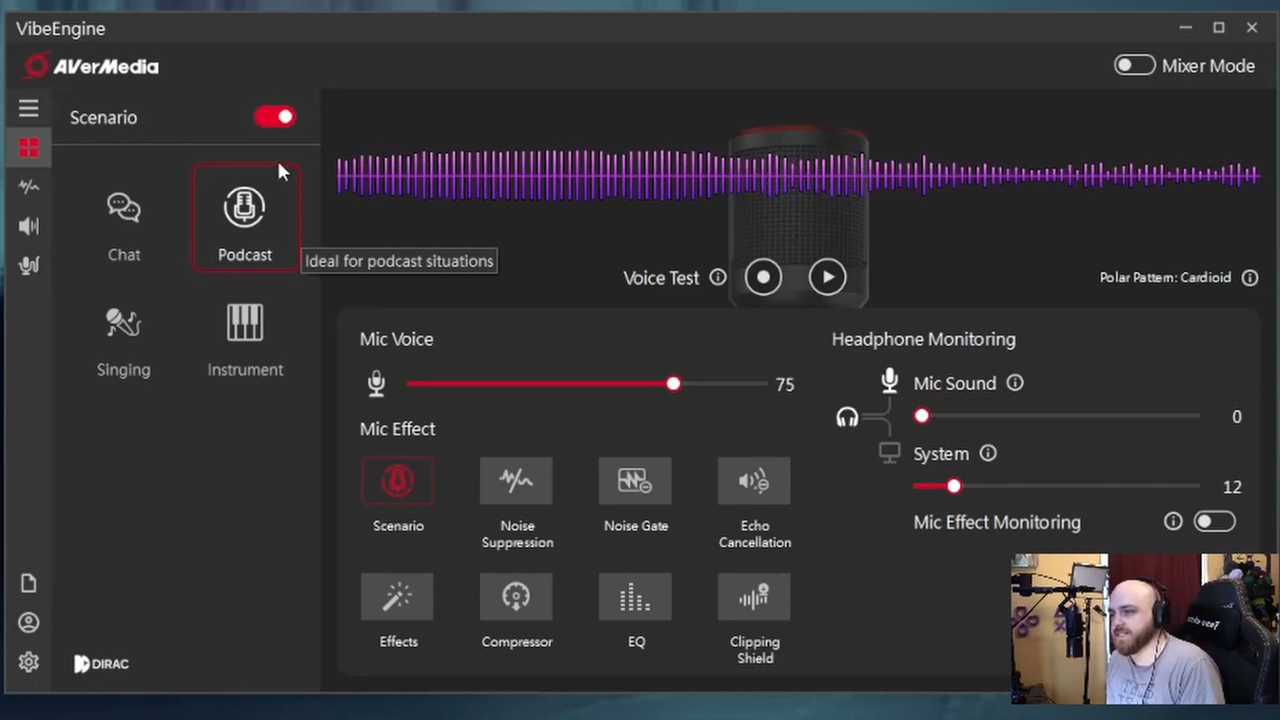 VibeEngine
AVerMedia
Mixer Mode
Scenario
Chat
Podcast
Ideal for podcast situations
Singing
Instrument
DIRAC
Voice Test
Polar Pattern: Cardioid
Mic Voice
75
Mic Effect
Scenario
Noise
Suppression
Noise Gate
Echo
Cancellation
Effects
Compressor
EQ
Clipping
Shield
Headphone Monitoring
Mic Sound
0
System
12
Mic Effect Monitoring